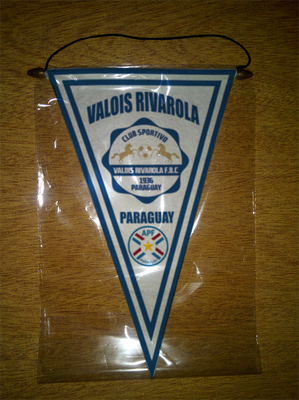 VALOIS RIVAROLA
CLUB SPORTIVO
VALOIS RIVAROLA F.B.C
1936
PARAGUAY
PARAGUAY
APF